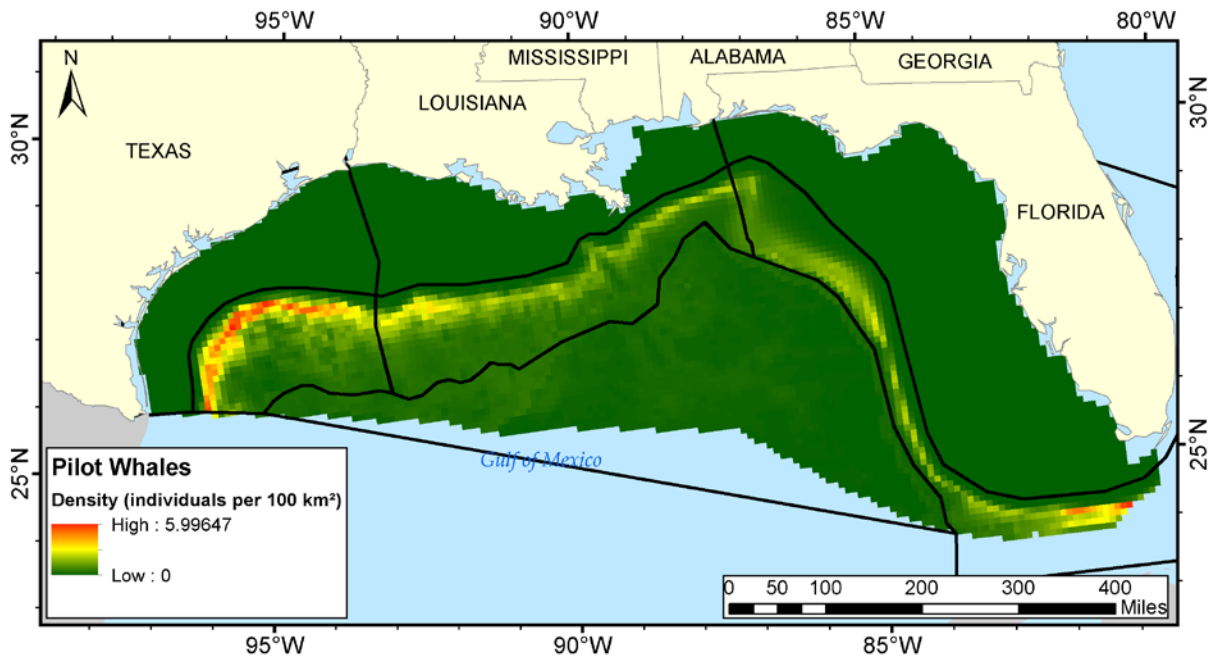 95°W
90°W
85°W
80°W
N
MISSISSIPPI
ALABAMA
GEORGIA
LOUISIANA
30°N
30°N
TEXAS
FLORIDA
25°N
25°N
Gulf of Mexico
Pilot Whales
Density (individuals per 100 km²)
High : 5.99647
Low : 0
0 50 100 200 300 400
Miles
95°W
90°W
85°W